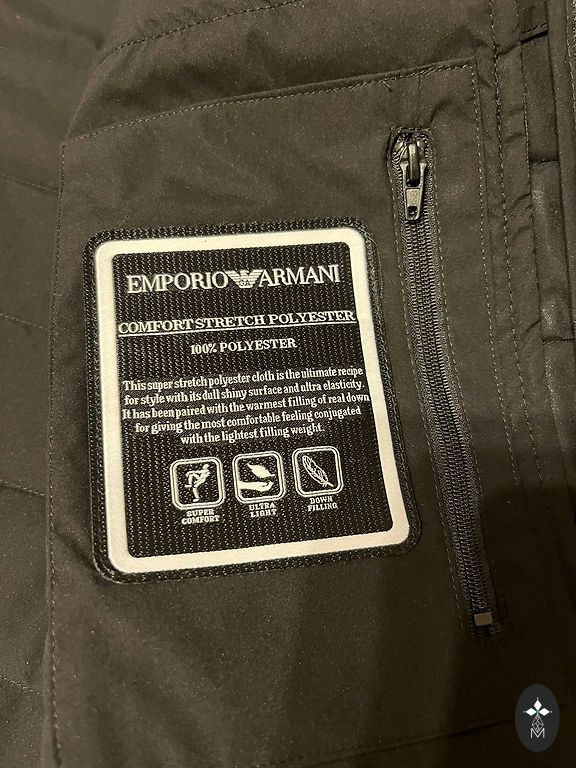 EMPORIO ARMANI
COMFORT STRETCH POLYESTER
100% POLYESTER
This super stretch polyester cloth is the ultimate recipe
for style with its dull shiny surface and ultra elasticity.
It has been paired with the warmest filling of real down
for giving the most comfortable feeling conjugated
with the lightest filling weight.
SUPER COMFORT
ULTRA LIGHT
DOWN FILLING
M